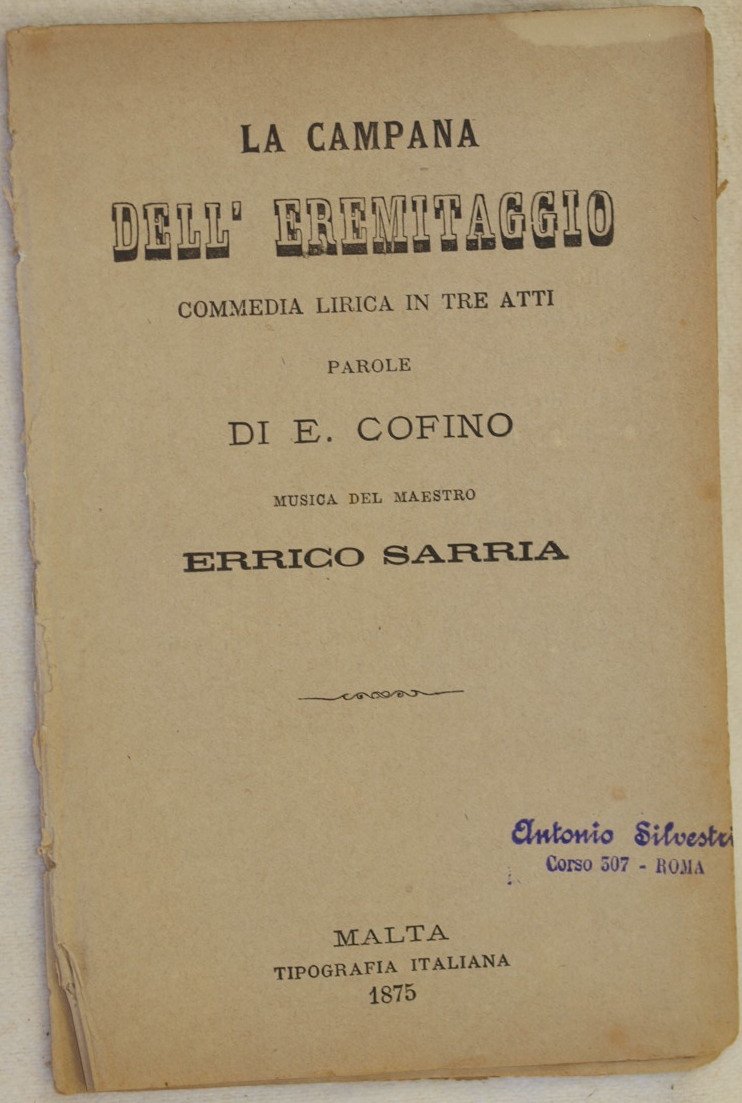 LA CAMPANA
DELL' EREMITAGGIO
COMMEDIA LIRICA IN TRE ATTI
PAROLE
DI E. COFINO
MUSICA DEL MAESTRO
ERRICO SARRIA
Antonio Silvestri
Corso 307 - ROMA
MALTA
TIPOGRAFIA ITALIANA
1875